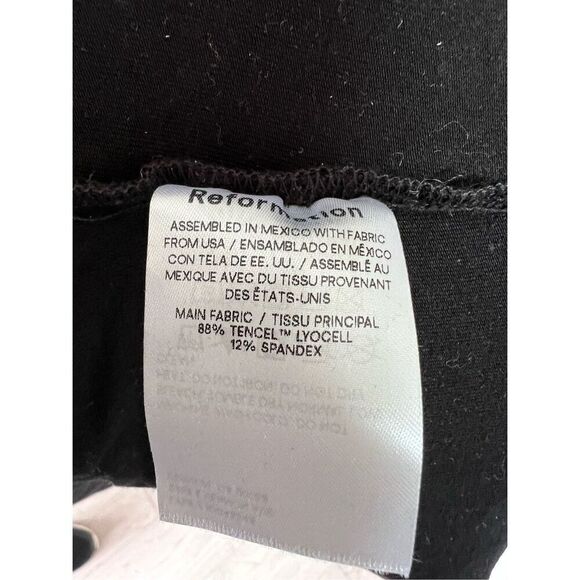 Reformation
ASSEMBLED IN MEXICO WITH FABRIC
FROM USA / ENSAMBLADO EN MÉXICO
CON TELA DE EE. UU. / ASSEMBLÉ AU
MEXIQUE AVEC DU TISSU PROVENANT
DES ÉTATS-UNIS
MAIN FABRIC / TISSU PRINCIPAL
88% TENCEL™ LYOCELL
12% SPANDEX